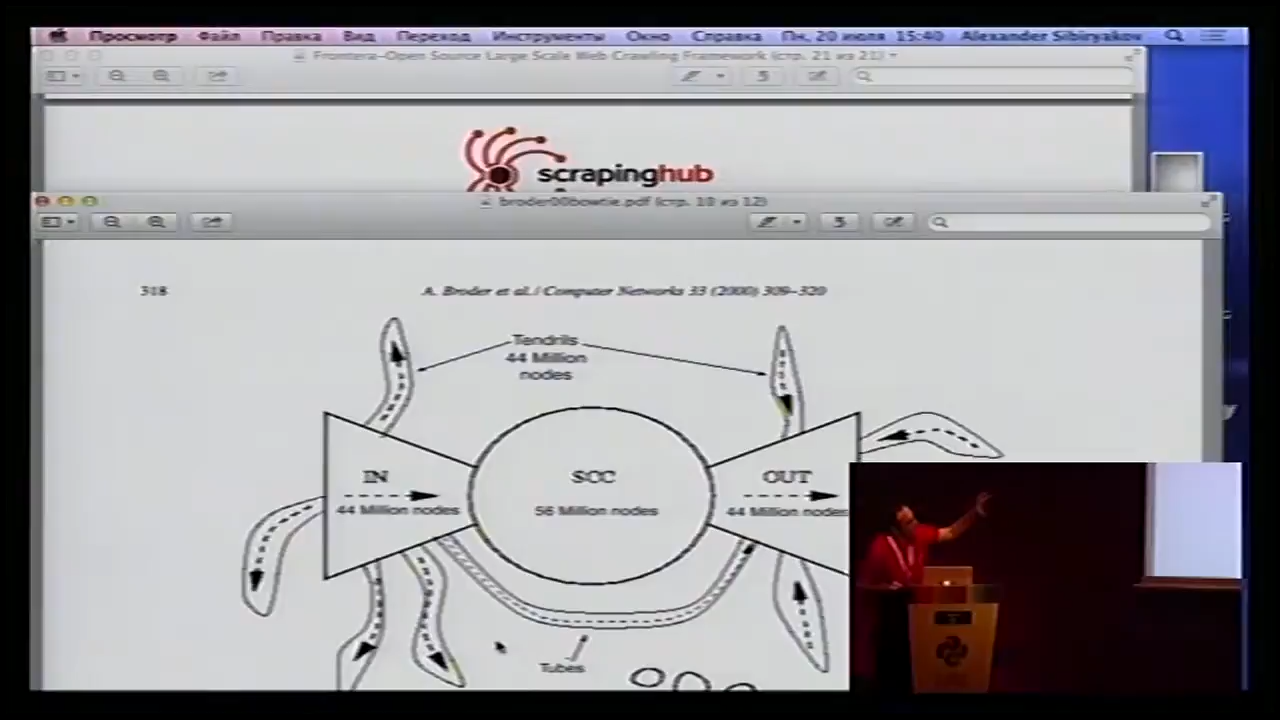 Просмотр Файл Правка Вид Переход Инструменты Окно Справка Пн, 20 июля 15:40 Alexander Sibiryakov
Frontera-Open Source Large Scale Web Crawling Framework (стр. 21 из 21)
scrapinghub
broder00bowtie.pdf (стр. 10 из 12)
318 A. Broder et al. / Computer Networks 33 (2000) 309–320
Tendrils
44 Million
nodes
IN SCC OUT
44 Million nodes 56 Million nodes 44 Million nodes
Tubes